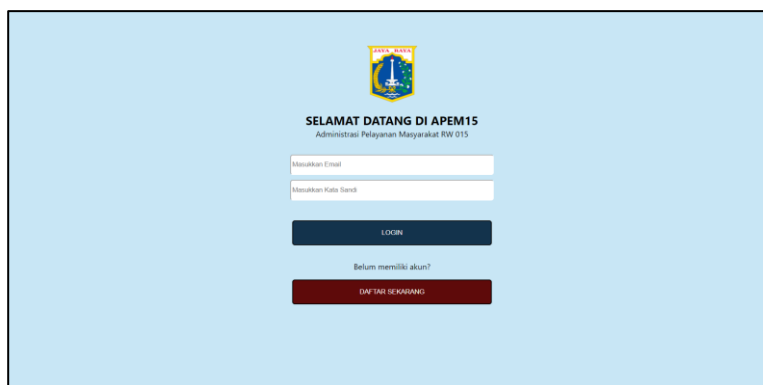 JAYA RAYA
SELAMAT DATANG DI APEM15
Administrasi Pelayanan Masyarakat RW 015
Masukkan Email
Masukkan Kata Sandi
LOGIN
Belum memiliki akun?
DAFTAR SEKARANG